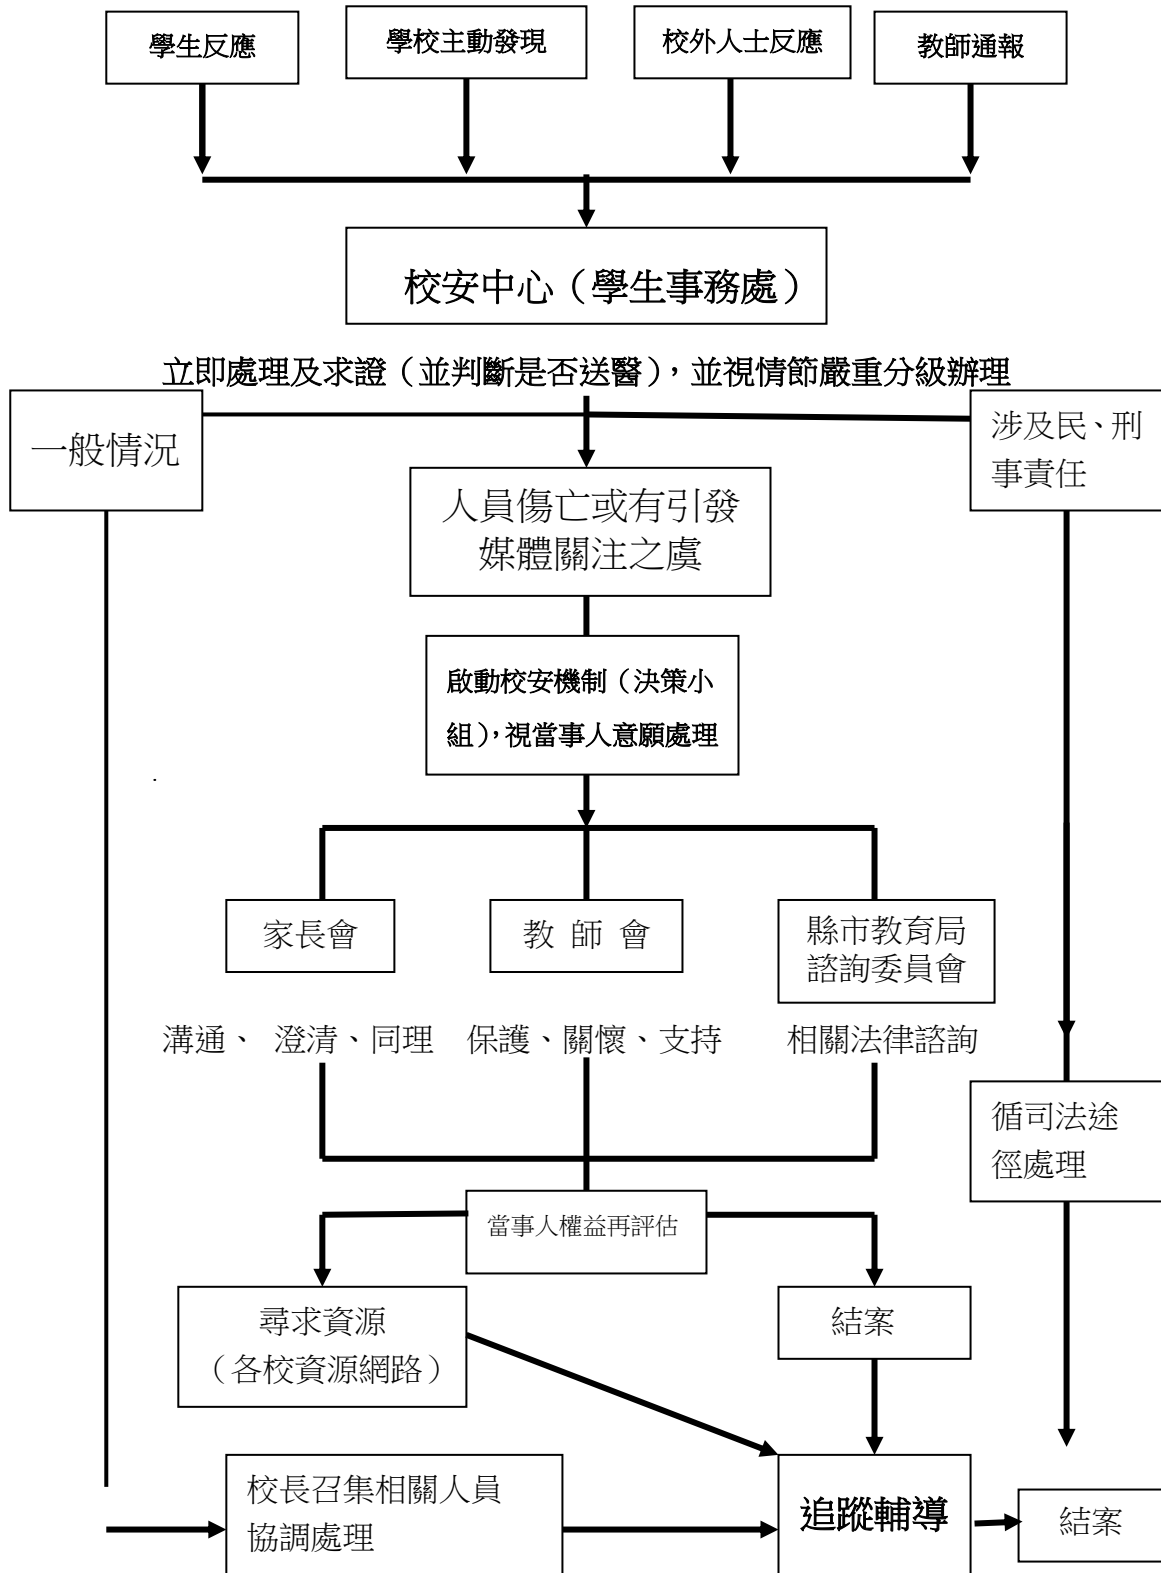 學生反應
學校主動發現
校外人士反應
教師通報
校安中心（學生事務處）
立即處理及求證（並判斷是否送醫），並視情節嚴重分級辦理
一般情況
涉及民、刑
事責任
人員傷亡或有引發
媒體關注之虞
啟動校安機制（決策小
組），視當事人意願處理
家長會
教 師 會
縣市教育局
諮詢委員會
溝通、 澄清、同理
保護、關懷、支持
相關法律諮詢
循司法途
徑處理
當事人權益再評估
尋求資源
（各校資源網路）
結案
校長召集相關人員
協調處理
追蹤輔導
結案